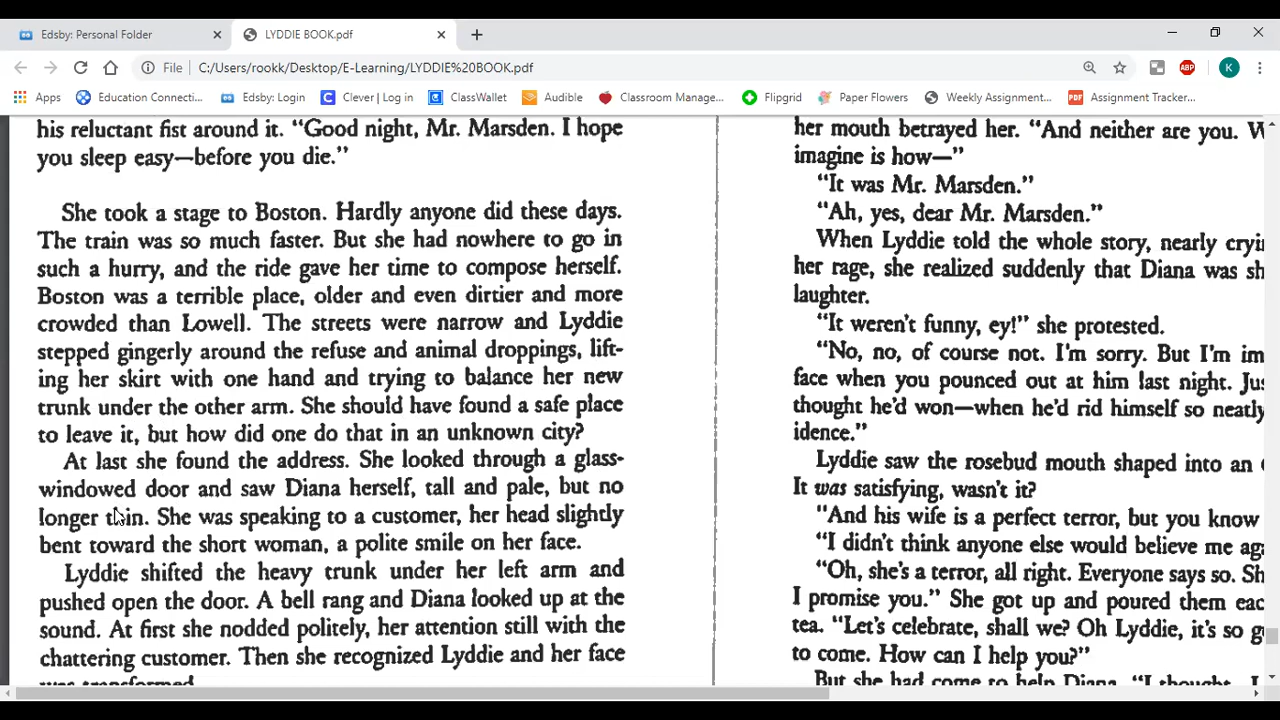 Edsby: Personal Folder
LYDDIE BOOK.pdf
File
C:/Users/rookk/Desktop/E-Learning/LYDDIE%20BOOK.pdf
ABP
K
Apps
Education Connecti...
Edsby: Login
Clever | Log in
ClassWallet
Audible
Classroom Manage...
Flipgrid
Paper Flowers
Weekly Assignment...
Assignment Tracker...
his reluctant fist around it. “Good night, Mr. Marsden. I hope
you sleep easy—before you die.”
She took a stage to Boston. Hardly anyone did these days.
The train was so much faster. But she had nowhere to go in
such a hurry, and the ride gave her time to compose herself.
Boston was a terrible place, older and even dirtier and more
crowded than Lowell. The streets were narrow and Lyddie
stepped gingerly around the refuse and animal droppings, lift-
ing her skirt with one hand and trying to balance her new
trunk under the other arm. She should have found a safe place
to leave it, but how did one do that in an unknown city?
At last she found the address. She looked through a glass-
windowed door and saw Diana herself, tall and pale, but no
longer thin. She was speaking to a customer, her head slightly
bent toward the short woman, a polite smile on her face.
Lyddie shifted the heavy trunk under her left arm and
pushed open the door. A bell rang and Diana looked up at the
sound. At first she nodded politely, her attention still with the
chattering customer. Then she recognized Lyddie and her face
was transformed.
her mouth betrayed her. “And neither are you. W
imagine is how—”
“It was Mr. Marsden.”
“Ah, yes, dear Mr. Marsden.”
When Lyddie told the whole story, nearly cryi
her rage, she realized suddenly that Diana was sh
laughter.
“It weren't funny, ey!” she protested.
“No, no, of course not. I'm sorry. But I'm im
face when you pounced out at him last night. Jus
thought he'd won—when he'd rid himself so neatly
idence.”
Lyddie saw the rosebud mouth shaped into an
It was satisfying, wasn't it?
“And his wife is a perfect terror, but you know
“I didn't think anyone else would believe me aga
“Oh, she's a terror, all right. Everyone says so. Sh
I promise you.” She got up and poured them eac
tea. “Let's celebrate, shall we? Oh Lyddie, it's so g
to come. How can I help you?”
But she had come to help Diana. “I thought, I